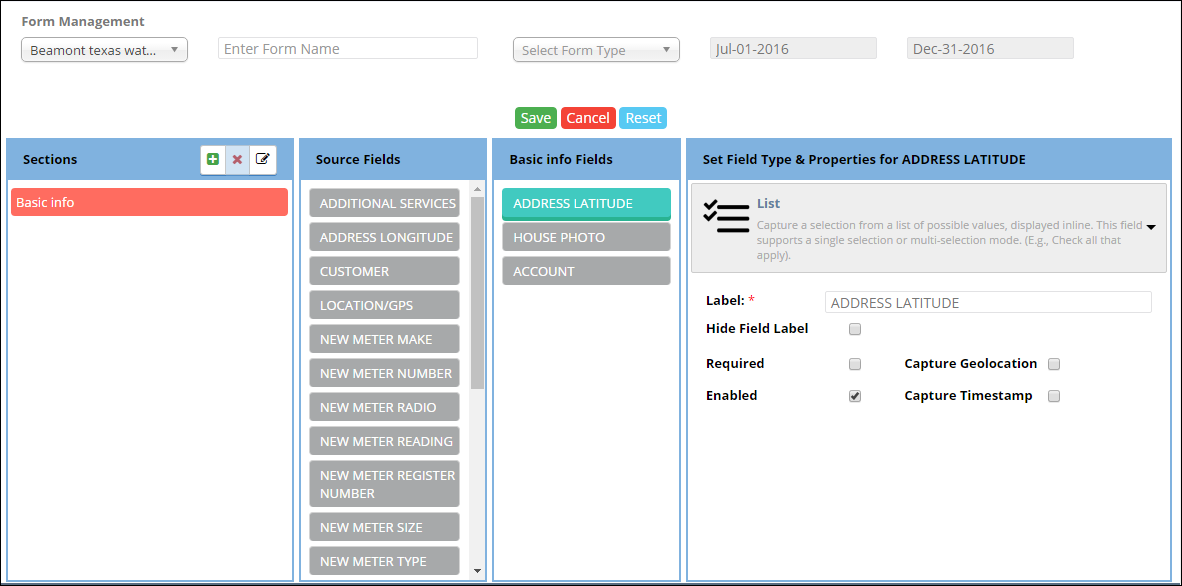 Form Management
Beamont texas wat...
Enter Form Name
Select Form Type
Jul-01-2016
Dec-31-2016
Save
Cancel
Reset
Sections
Basic info
Source Fields
ADDITIONAL SERVICES
ADDRESS LONGITUDE
CUSTOMER
LOCATION/GPS
NEW METER MAKE
NEW METER NUMBER
NEW METER RADIO
NEW METER READING
NEW METER REGISTER
NUMBER
NEW METER SIZE
NEW METER TYPE
Basic info Fields
ADDRESS LATITUDE
HOUSE PHOTO
ACCOUNT
Set Field Type & Properties for ADDRESS LATITUDE
List
Capture a selection from a list of possible values, displayed inline. This field
supports a single selection or multi-selection mode. (E.g., Check all that
apply).
Label: *
ADDRESS LATITUDE
Hide Field Label
Required
Capture Geolocation
Enabled
Capture Timestamp